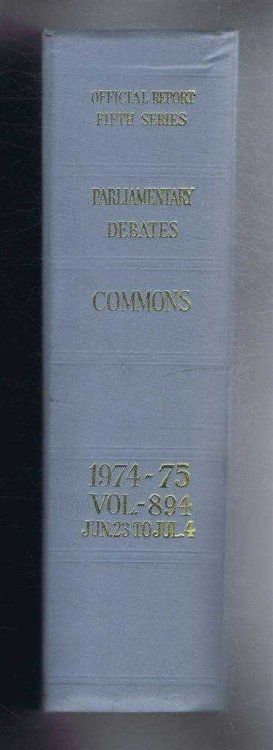 OFFICIAL REPORT
FIFTH SERIES
PARLIAMENTARY
DEBATES
COMMONS
1974-75
VOL.-894
JUN.23 TO JUL.4